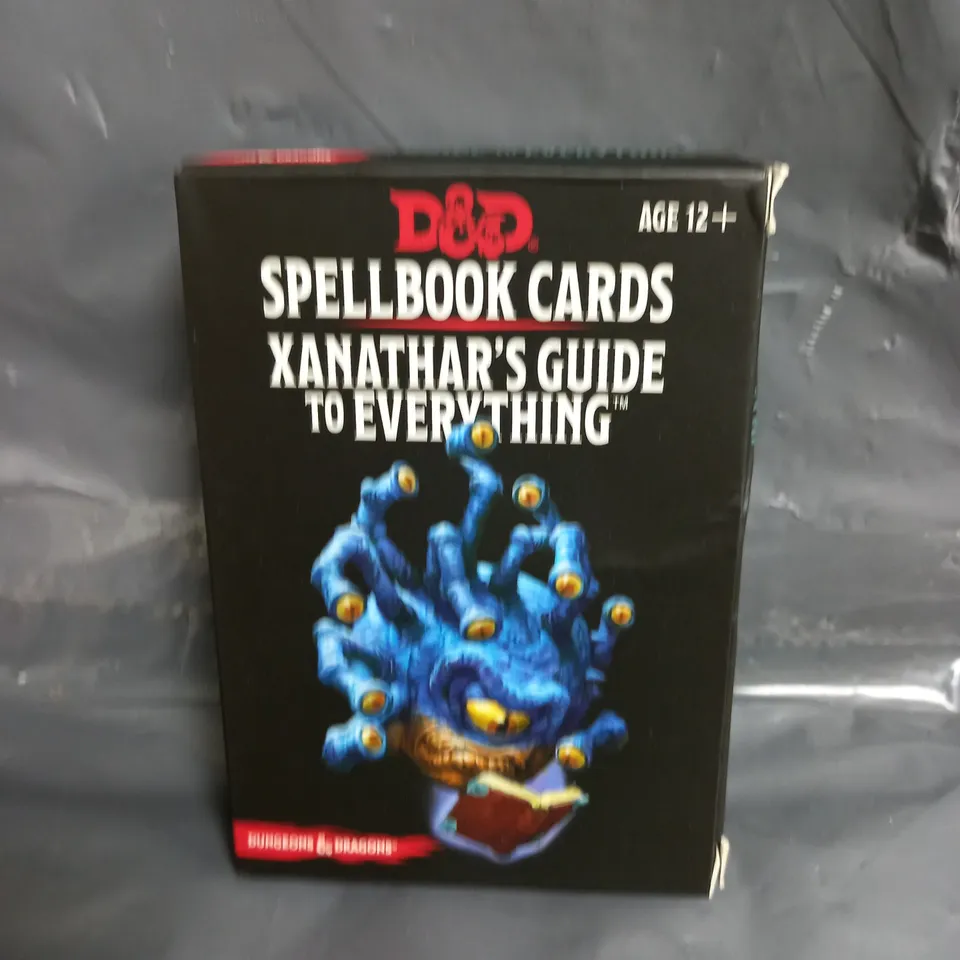 D&D®
AGE 12+
SPELLBOOK CARDS
XANATHAR'S GUIDE
TO EVERYTHING™
DUNGEONS & DRAGONS®